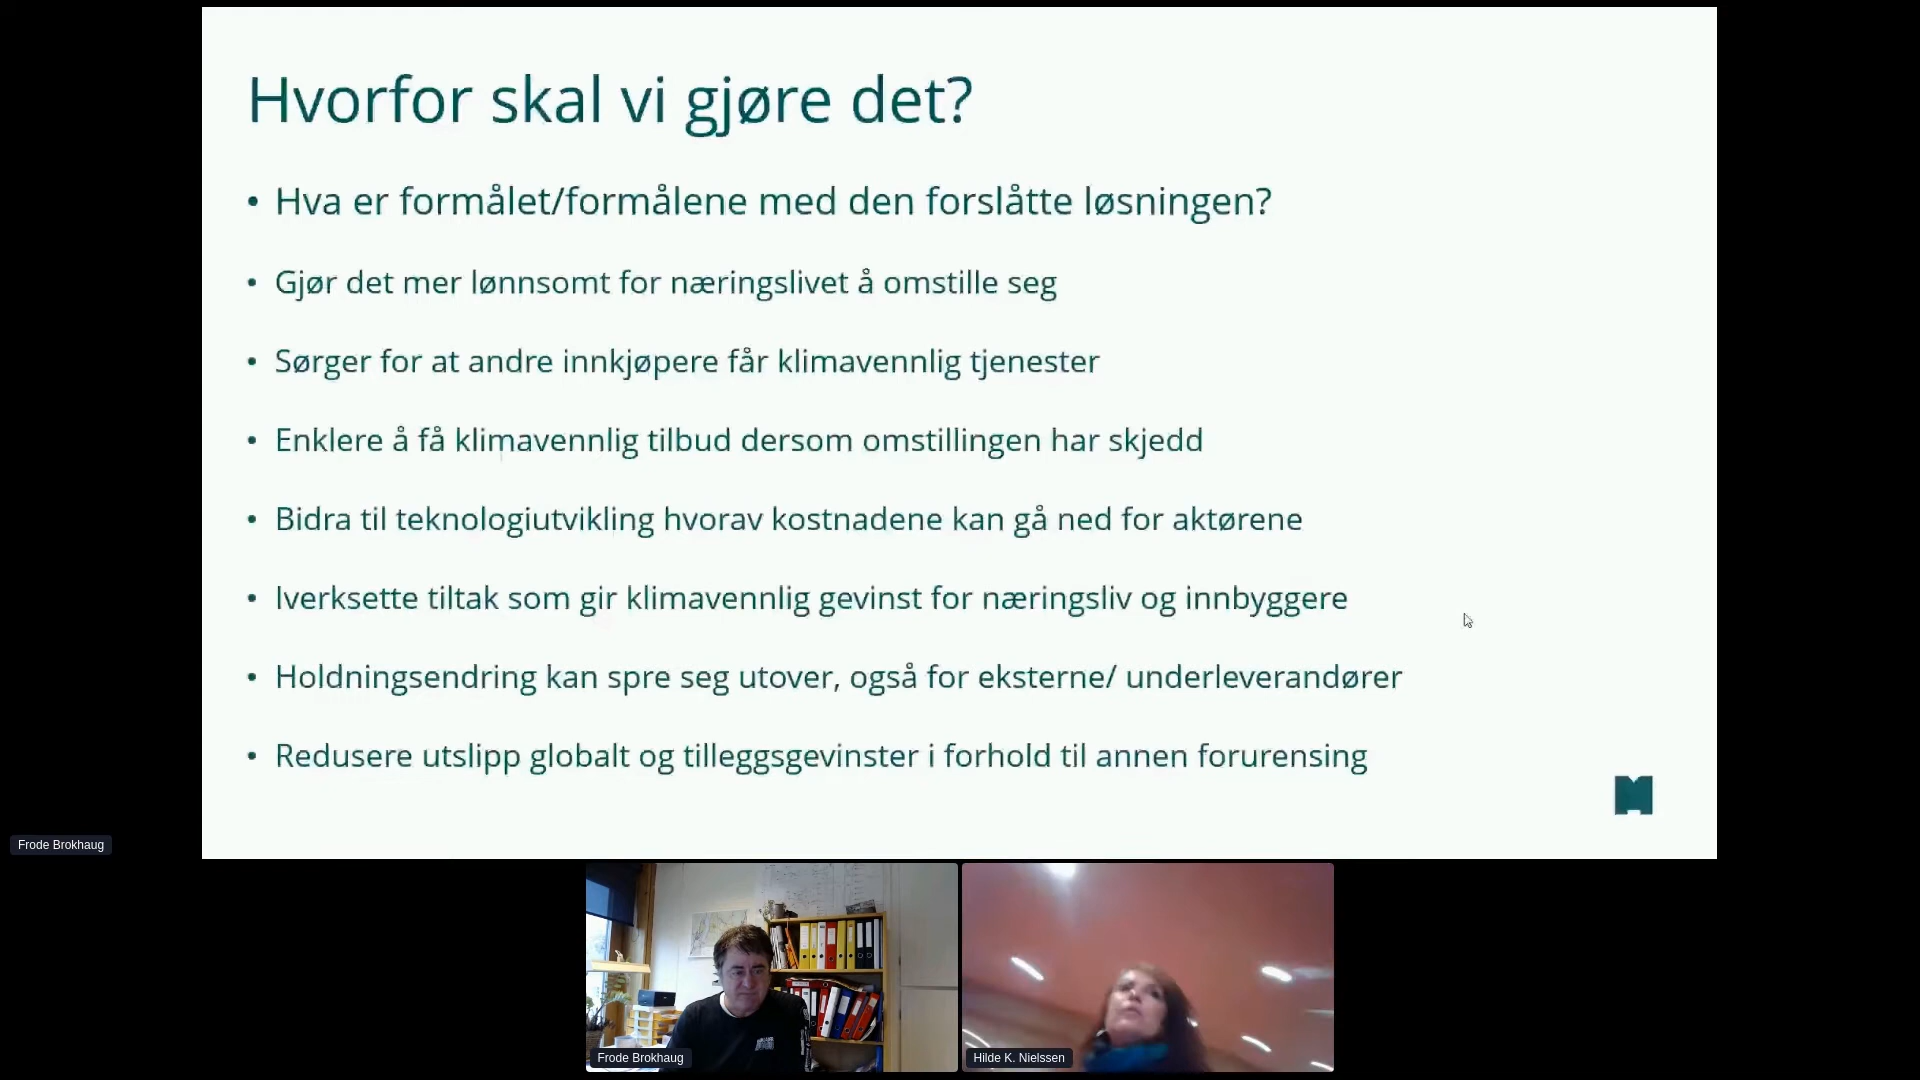 Hvorfor skal vi gjøre det?
• Hva er formålet/formålene med den forslåtte løsningen?
• Gjør det mer lønnsomt for næringslivet å omstille seg
• Sørger for at andre innkjøpere får klimavennlig tjenester
• Enklere å få klimavennlig tilbud dersom omstillingen har skjedd
• Bidra til teknologiutvikling hvorav kostnadene kan gå ned for aktørene
• Iverksette tiltak som gir klimavennlig gevinst for næringsliv og innbyggere
• Holdningsendring kan spre seg utover, også for eksterne/ underleverandører
• Redusere utslipp globalt og tilleggsgevinster i forhold til annen forurensing
Frode Brokhaug
Frode Brokhaug
Hilde K. Nielssen